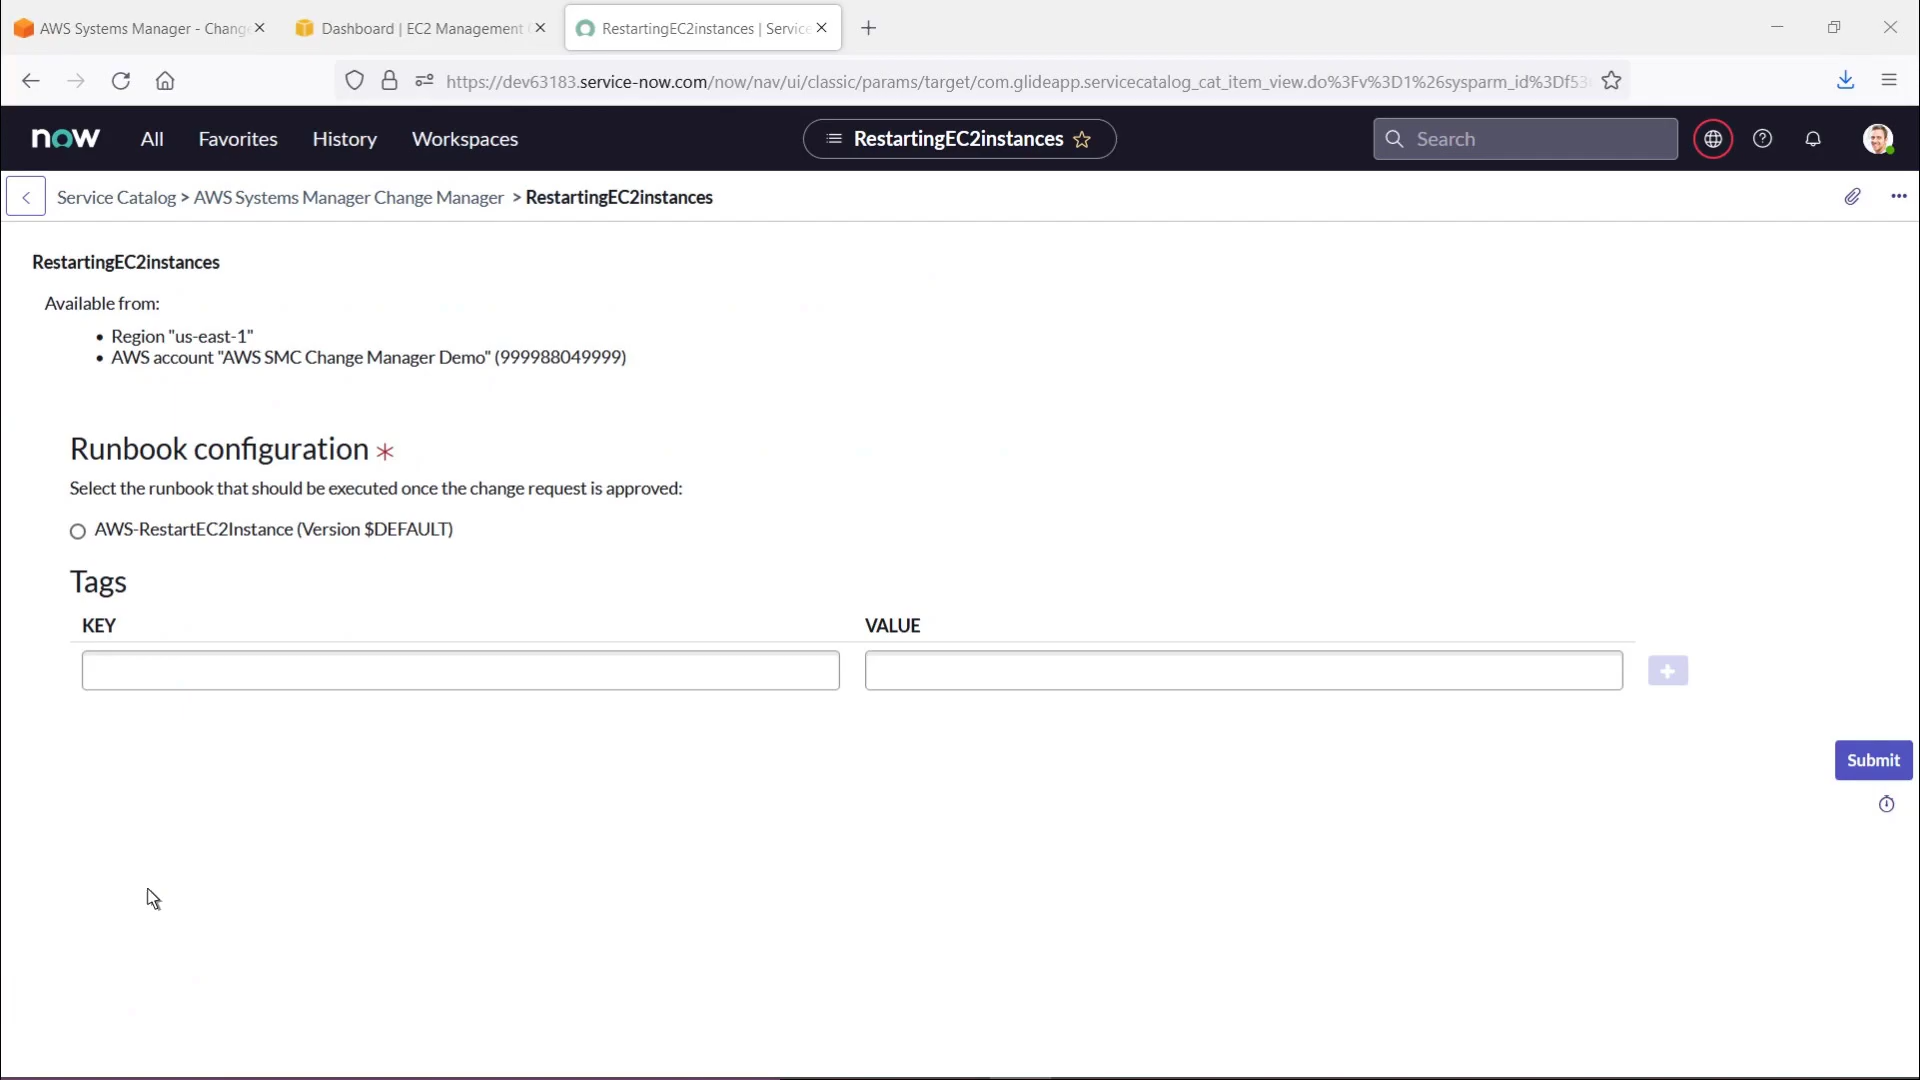 AWS Systems Manager - Chang
Dashboard | EC2 Management
RestartingEC2instances | Service
https://dev63183.service-now.com/now/nav/ui/classic/params/target/com.glideapp.servicecatalog_cat_item_view.do%3Fv%3D1%26sysparm_id%3Df53
now
All
Favorites
History
Workspaces
RestartingEC2instances
Search
Service Catalog > AWS Systems Manager Change Manager > RestartingEC2instances
RestartingEC2instances
Available from:
• Region "us-east-1"
• AWS account "AWS SMC Change Manager Demo" (999988049999)
Runbook configuration *
Select the runbook that should be executed once the change request is approved:
AWS-RestartEC2Instance (Version $DEFAULT)
Tags
KEY VALUE
Submit